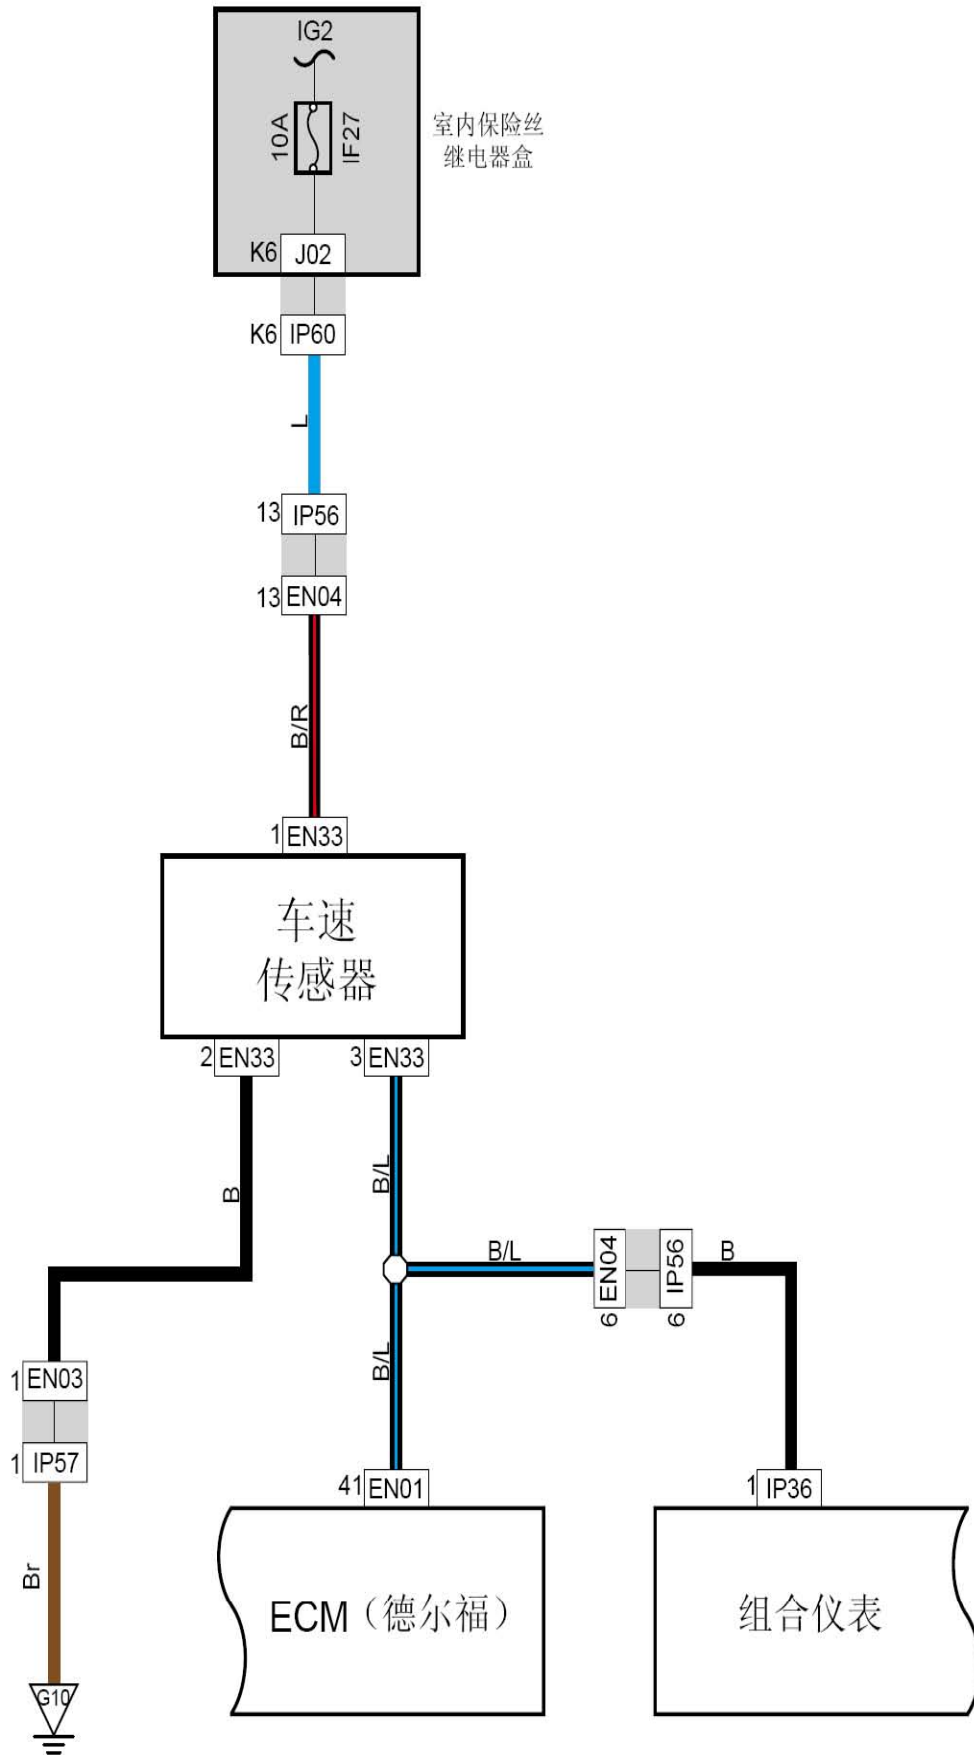 IG2
10A
IF27
室内保险丝
继电器盒
K6 J02
K6 IP60
L
13 IP56
13 EN04
B/R
1 EN33
车速
传感器
2 EN33
3 EN33
B
B/L
B/L
EN04
6
IP56
6
B
B/L
1 EN03
1 IP57
41 EN01
1 IP36
Br
ECM（德尔福）
组合仪表
G10